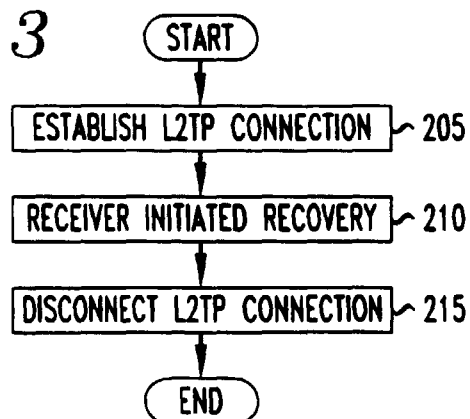 3
START
ESTABLISH L2TP CONNECTION 205
RECEIVER INITIATED RECOVERY 210
DISCONNECT L2TP CONNECTION 215
END